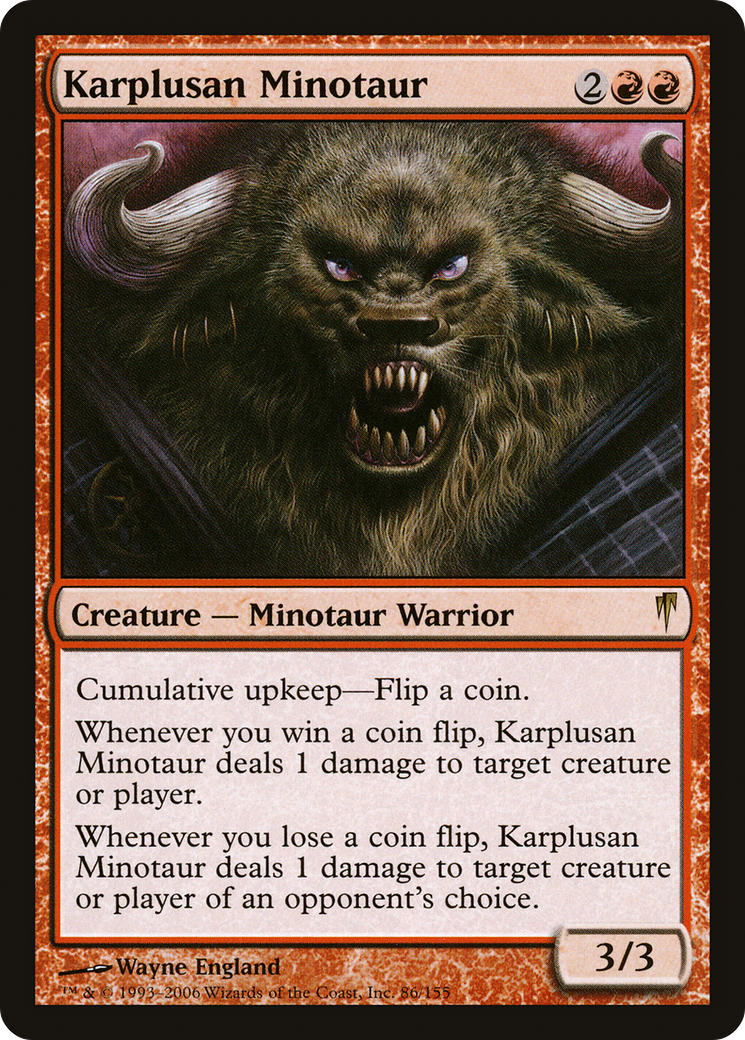 Karplusan Minotaur 2
Creature — Minotaur Warrior
Cumulative upkeep—Flip a coin.
Whenever you win a coin flip, Karplusan
Minotaur deals 1 damage to target creature
or player.
Whenever you lose a coin flip, Karplusan
Minotaur deals 1 damage to target creature
or player of an opponent's choice.
3/3
Wayne England
™ & © 1993–2006 Wizards of the Coast, Inc. 86/155